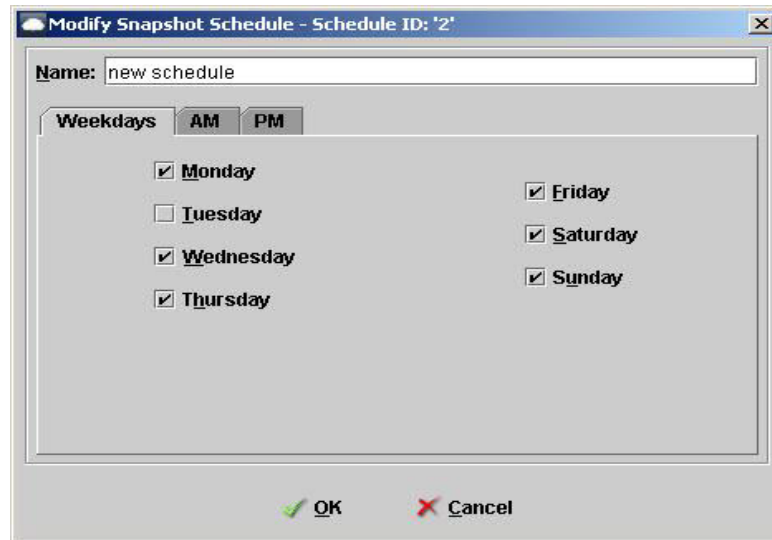 Modify Snapshot Schedule - Schedule ID: '2'
Name: new schedule
Weekdays AM PM
Monday
Tuesday
Wednesday
Thursday
Friday
Saturday
Sunday
OK Cancel